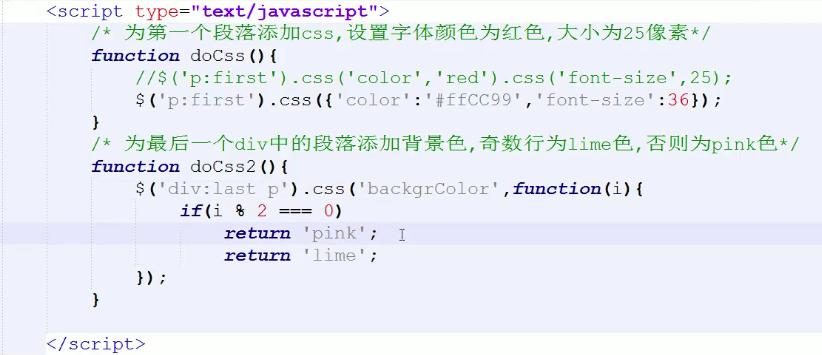 <script type="text/javascript">
/* 为第一个段落添加css,设置字体颜色为红色,大小为25像素*/
function doCss(){
//$('p:first').css('color','red').css('font-size',25);
$('p:first').css({'color':'#ffCC99','font-size':36});
}
/* 为最后一个div中的段落添加背景色,奇数行为lime色,否则为pink色*/
function doCss2(){
$('div:last p').css('backgrColor',function(i){
if(i % 2 === 0)
return 'pink';
return 'lime';
});
}
</script>